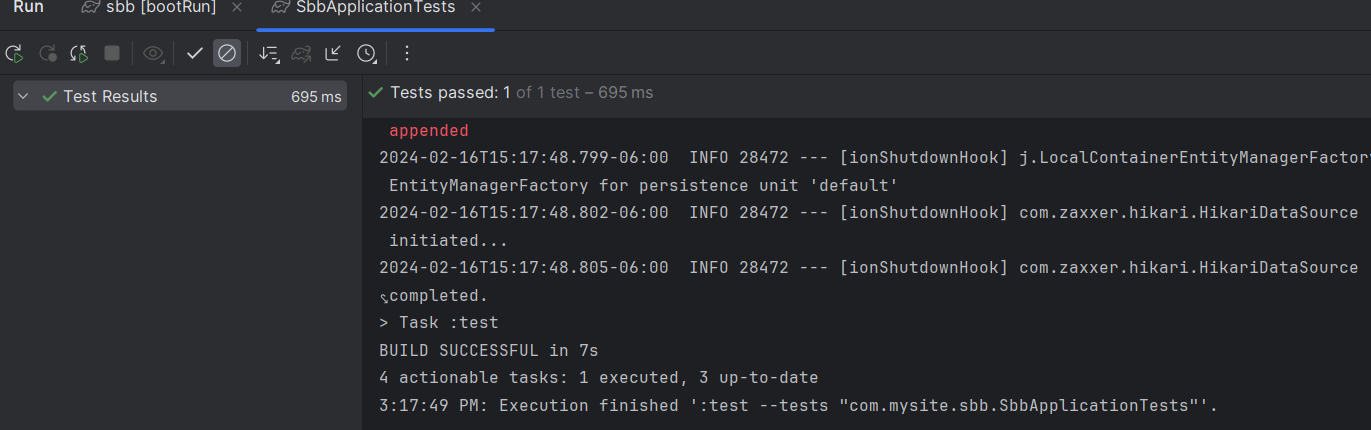 Run sbb [bootRun] × SbbApplicationTests ×
Test Results 695 ms
Tests passed: 1 of 1 test – 695 ms
appended
2024-02-16T15:17:48.799-06:00  INFO 28472 --- [ionShutdownHook] j.LocalContainerEntityManagerFactory
EntityManagerFactory for persistence unit 'default'
2024-02-16T15:17:48.802-06:00  INFO 28472 --- [ionShutdownHook] com.zaxxer.hikari.HikariDataSource
initiated...
2024-02-16T15:17:48.805-06:00  INFO 28472 --- [ionShutdownHook] com.zaxxer.hikari.HikariDataSource
completed.
> Task :test
BUILD SUCCESSFUL in 7s
4 actionable tasks: 1 executed, 3 up-to-date
3:17:49 PM: Execution finished ':test --tests "com.mysite.sbb.SbbApplicationTests"'.